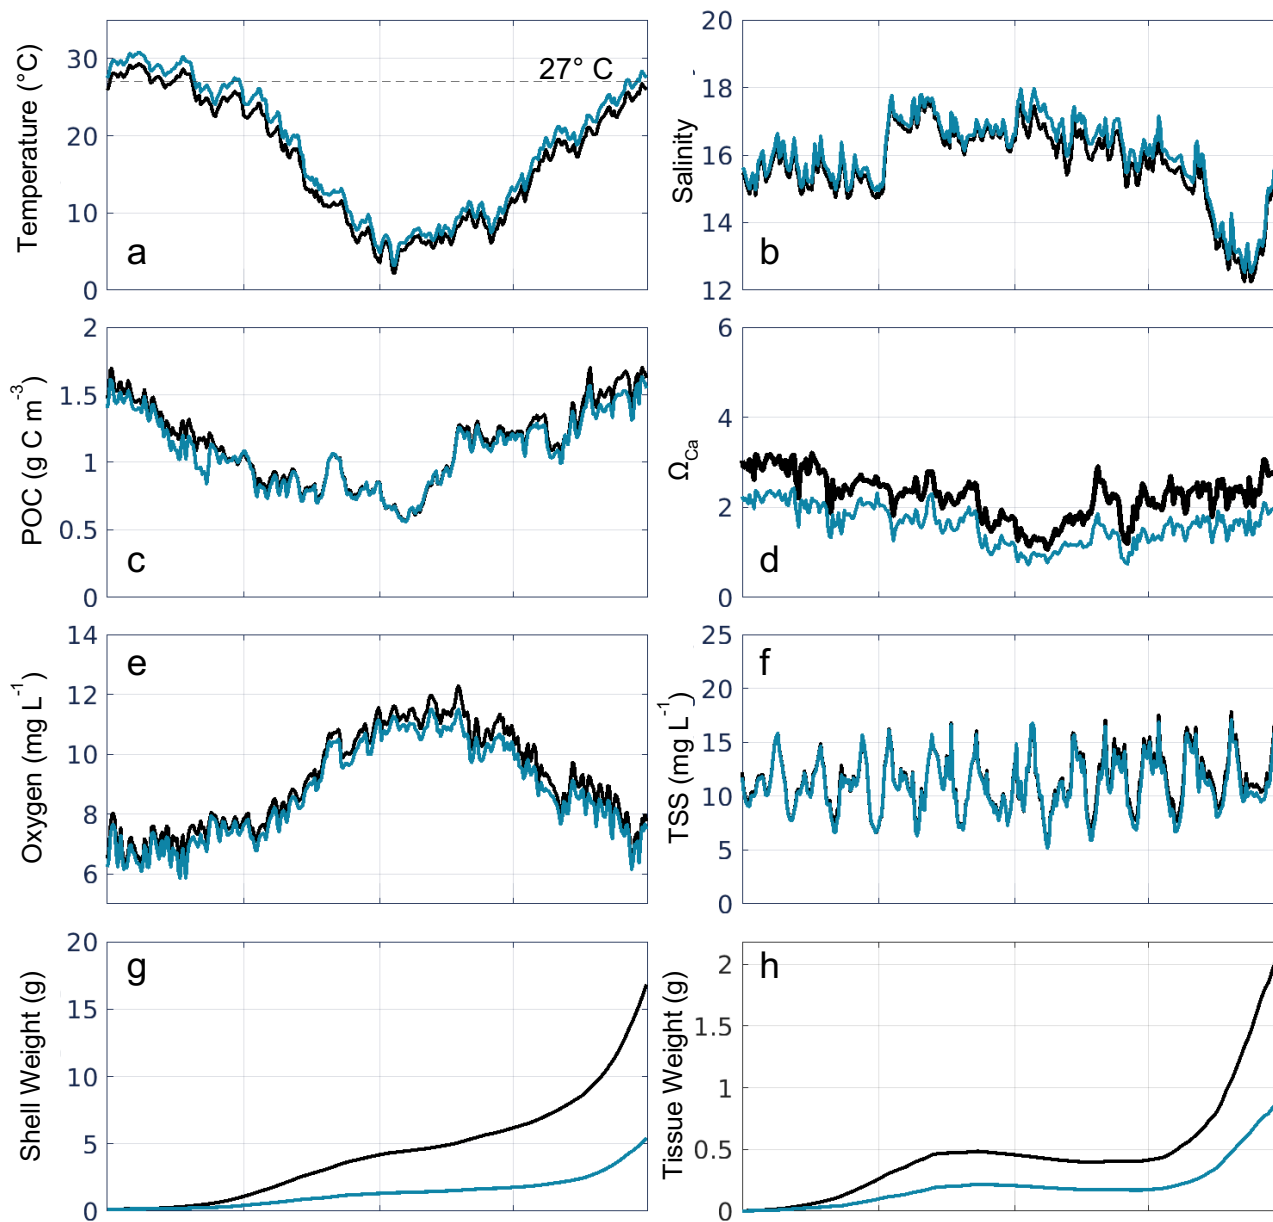 Temperature (°C)
30
20
10
0
27° C
a
Salinity
20
18
16
14
12
b
POC (g C m⁻³)
2
1.5
1
0.5
0
c
Ω_Ca
6
4
2
0
d
Oxygen (mg L⁻¹)
14
12
10
8
6
e
TSS (mg L⁻¹)
25
20
15
10
5
0
f
Shell Weight (g)
20
15
10
5
0
g
Tissue Weight (g)
2
1.5
1
0.5
0
h